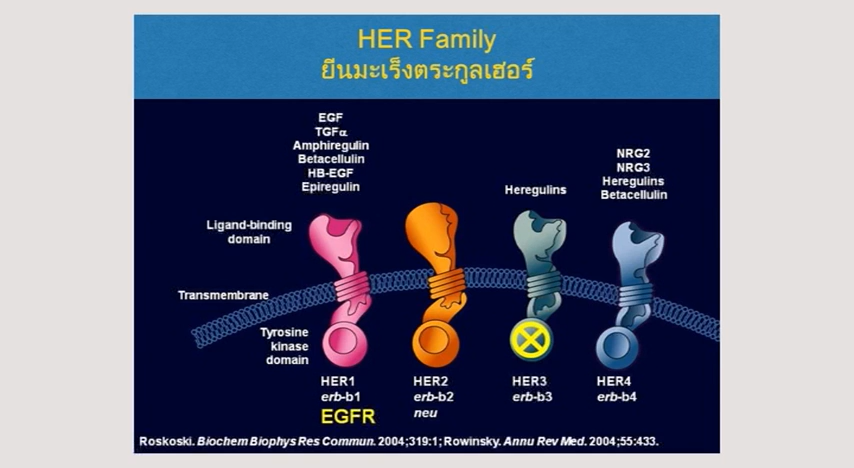 HER Family
ยีนมะเร็งตระกูลเฮอร์
EGF
TGFα
Amphiregulin
Betacellulin
HB-EGF
Epiregulin
Heregulins
NRG2
NRG3
Heregulins
Betacellulin
Ligand-binding
domain
Transmembrane
Tyrosine
kinase
domain
HER1
erb-b1
EGFR
HER2
erb-b2
neu
HER3
erb-b3
HER4
erb-b4
Roskoski. Biochem Biophys Res Commun. 2004;319:1; Rowinsky. Annu Rev Med. 2004;55:433.